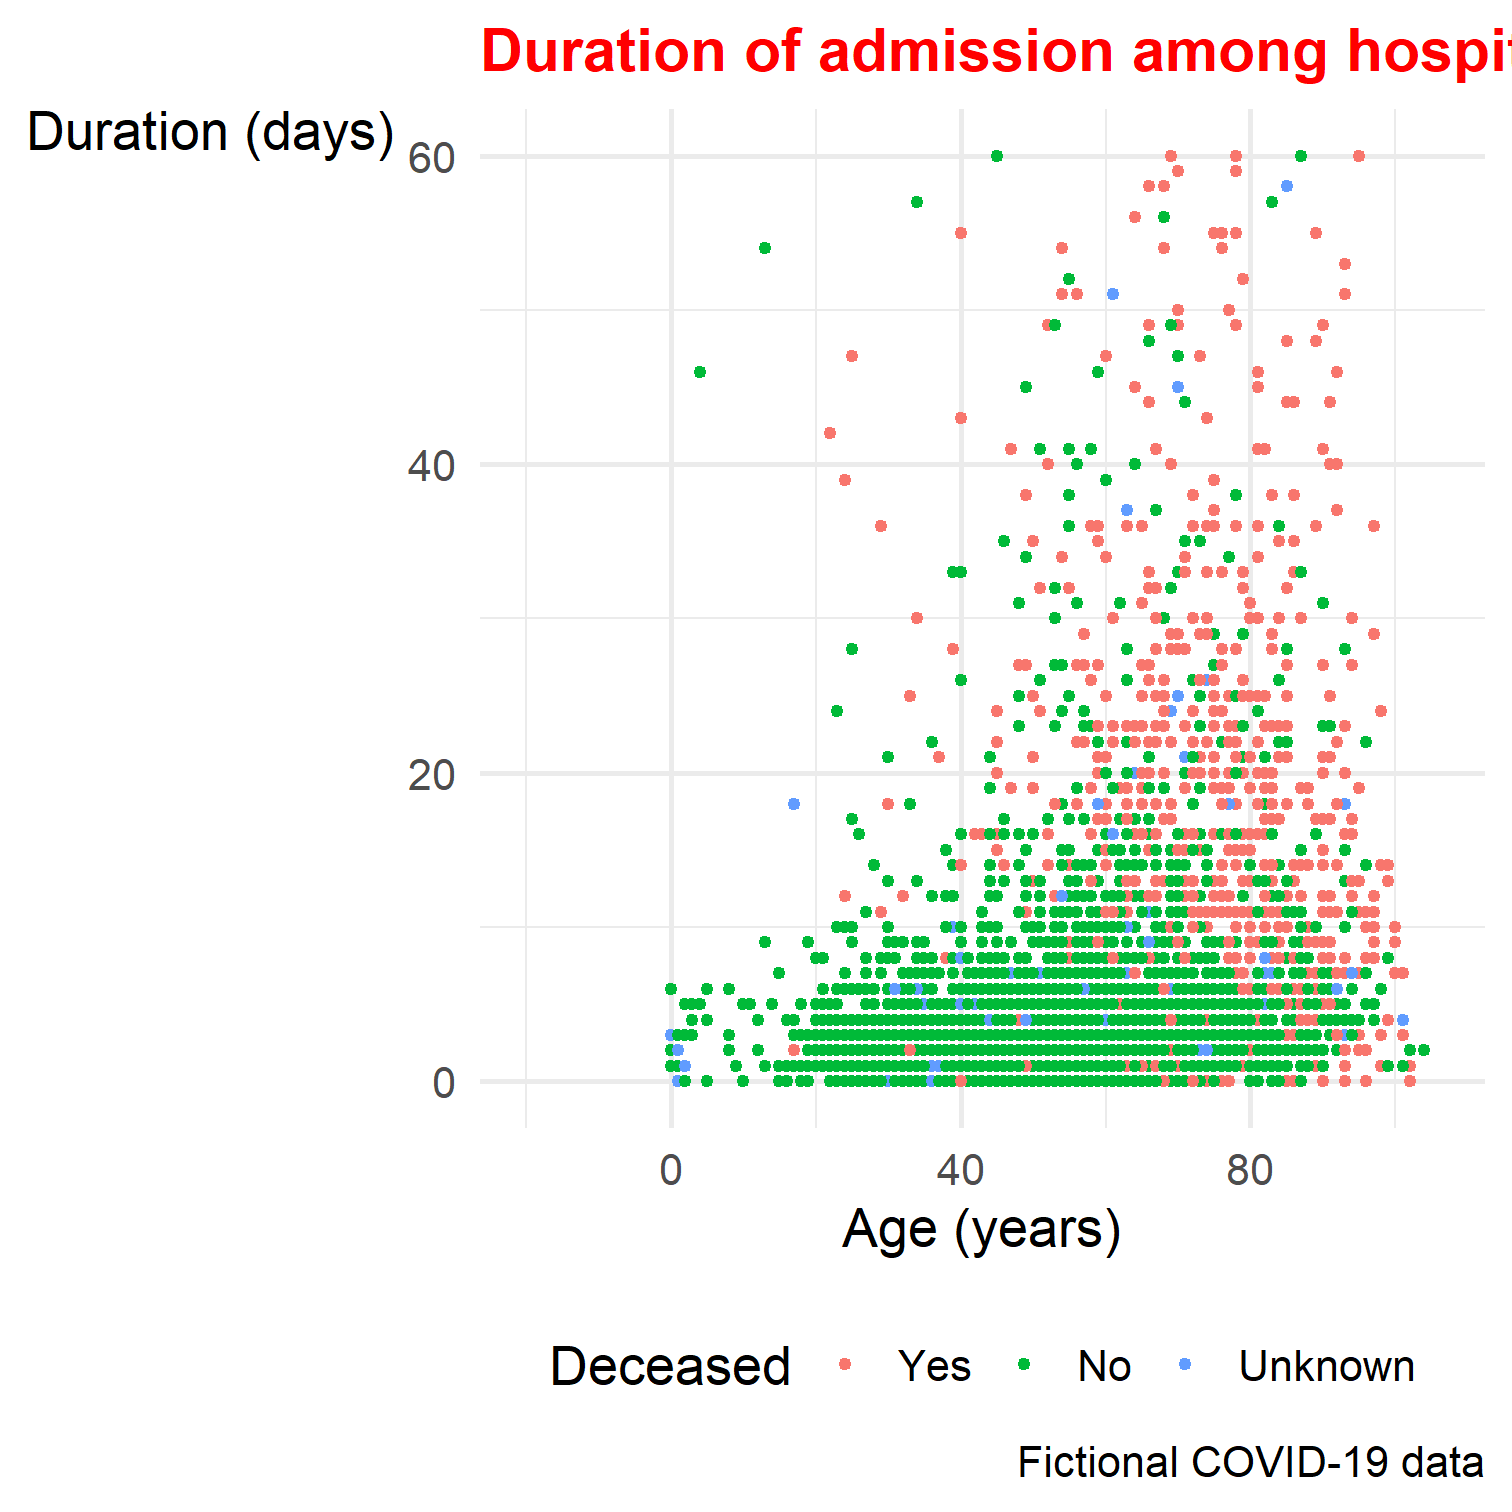 Duration of admission among hospi
Duration (days)
60
40
20
0
0 40 80
Age (years)
Deceased Yes No Unknown
Fictional COVID-19 data